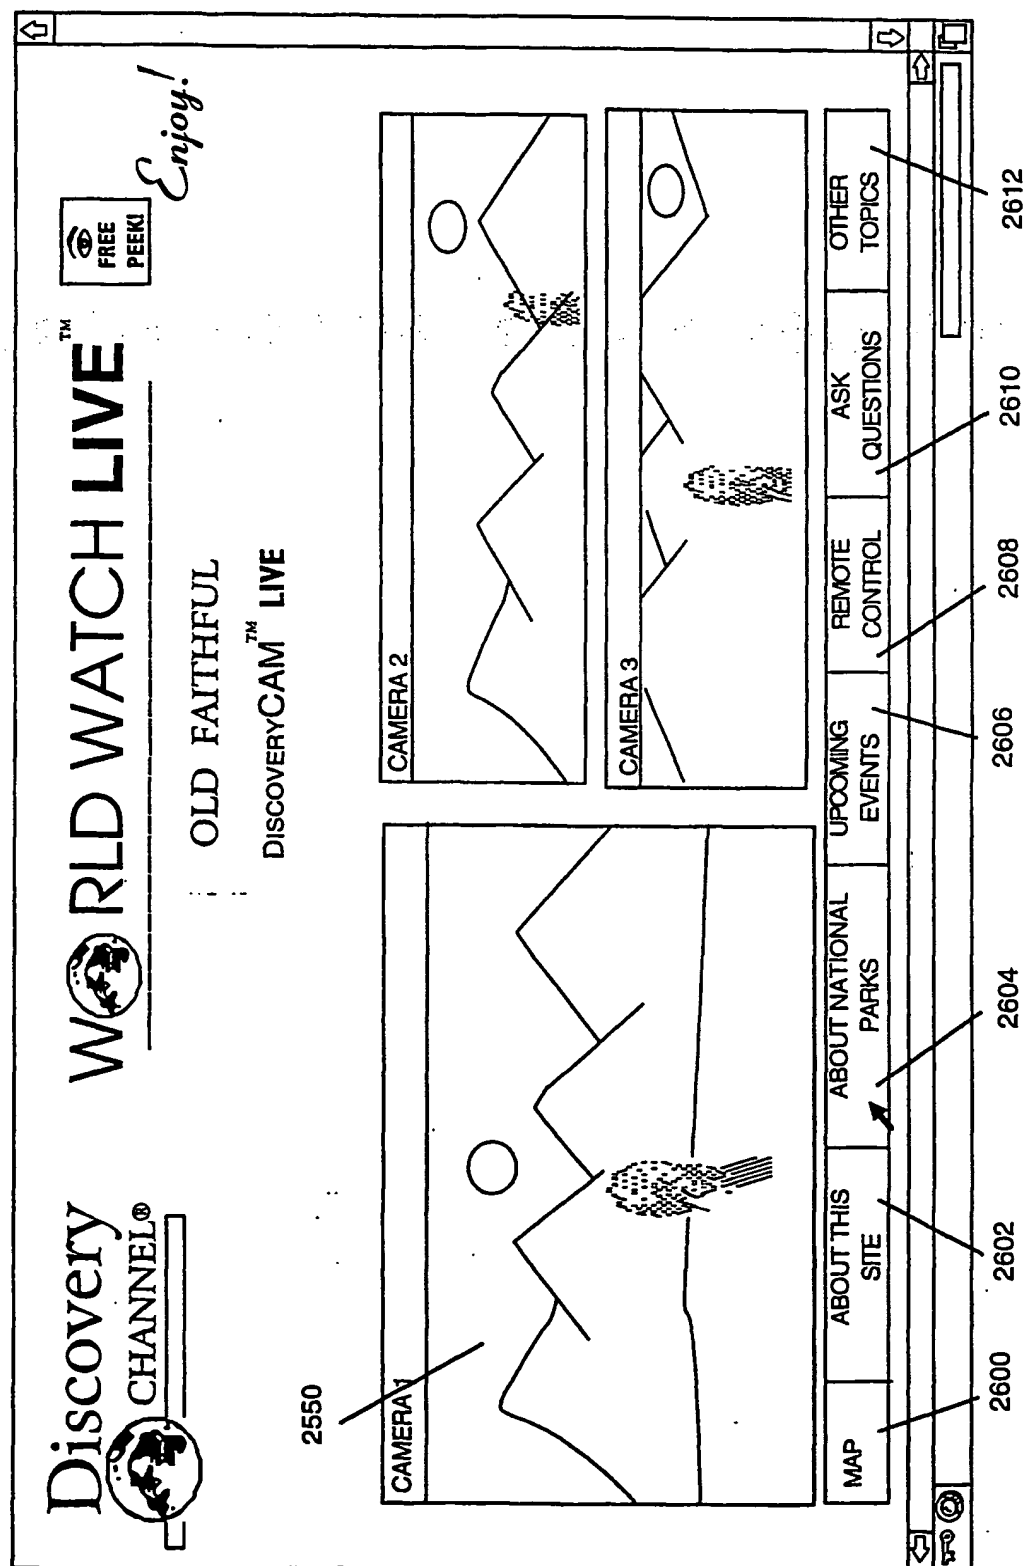 Discovery
CHANNEL®
WORLD WATCH LIVE™
FREE
PEEK!
Enjoy!
OLD FAITHFUL
DISCOVERYCAM™ LIVE
2550
CAMERA 1
CAMERA 2
CAMERA 3
MAP
ABOUT THIS
SITE
ABOUT NATIONAL
PARKS
UPCOMING
EVENTS
REMOTE
CONTROL
ASK
QUESTIONS
OTHER
TOPICS
2600
2602
2604
2606
2608
2610
2612